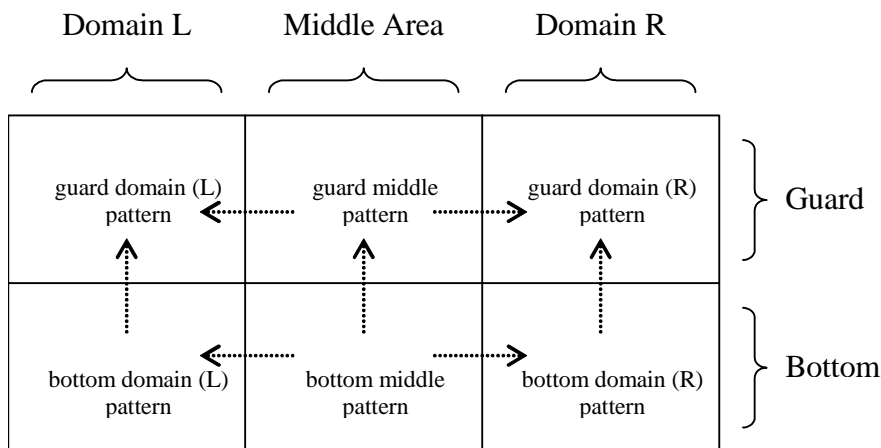 Domain L
Middle Area
Domain R
guard domain (L)
pattern
guard middle
pattern
guard domain (R)
pattern
Guard
bottom domain (L)
pattern
bottom middle
pattern
bottom domain (R)
pattern
Bottom